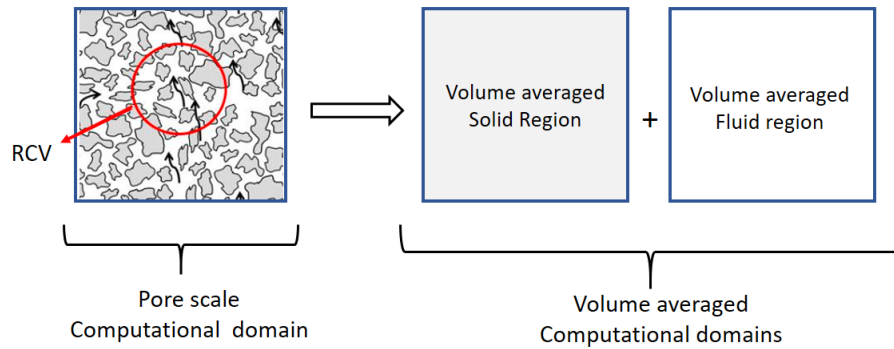 RCV
Volume averaged
Solid Region
+
Volume averaged
Fluid region
Pore scale
Computational domain
Volume averaged
Computational domains